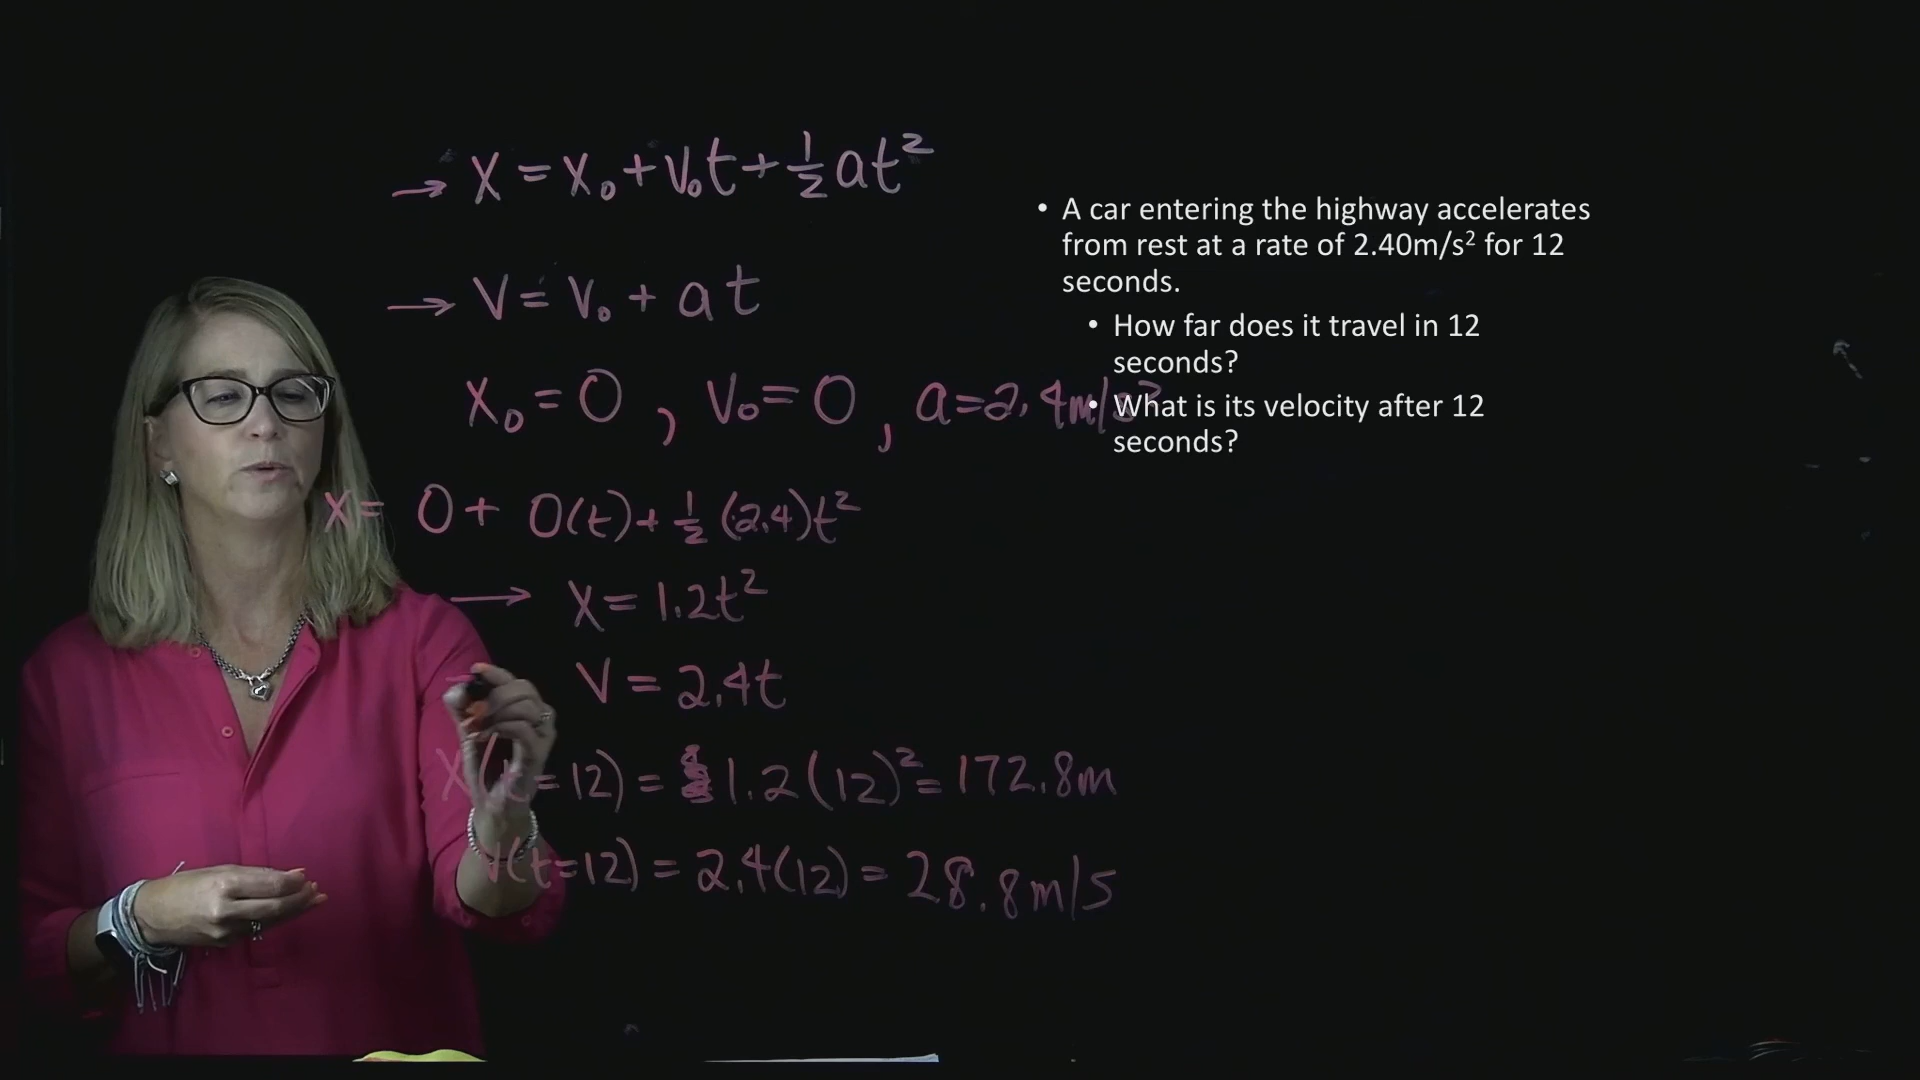 → x = x₀ + v₀t + ½at²
→ v = v₀ + at
x₀ = 0 , v₀ = 0 , a = 2.4m/s²
x = 0 + 0(t) + ½(2.4)t²
→ x = 1.2t²
v = 2.4t
x(t=12) = 1.2(12)² = 172.8m
v(t=12) = 2.4(12) = 28.8m/s
• A car entering the highway accelerates
from rest at a rate of 2.40m/s² for 12
seconds.
• How far does it travel in 12
seconds?
• What is its velocity after 12
seconds?